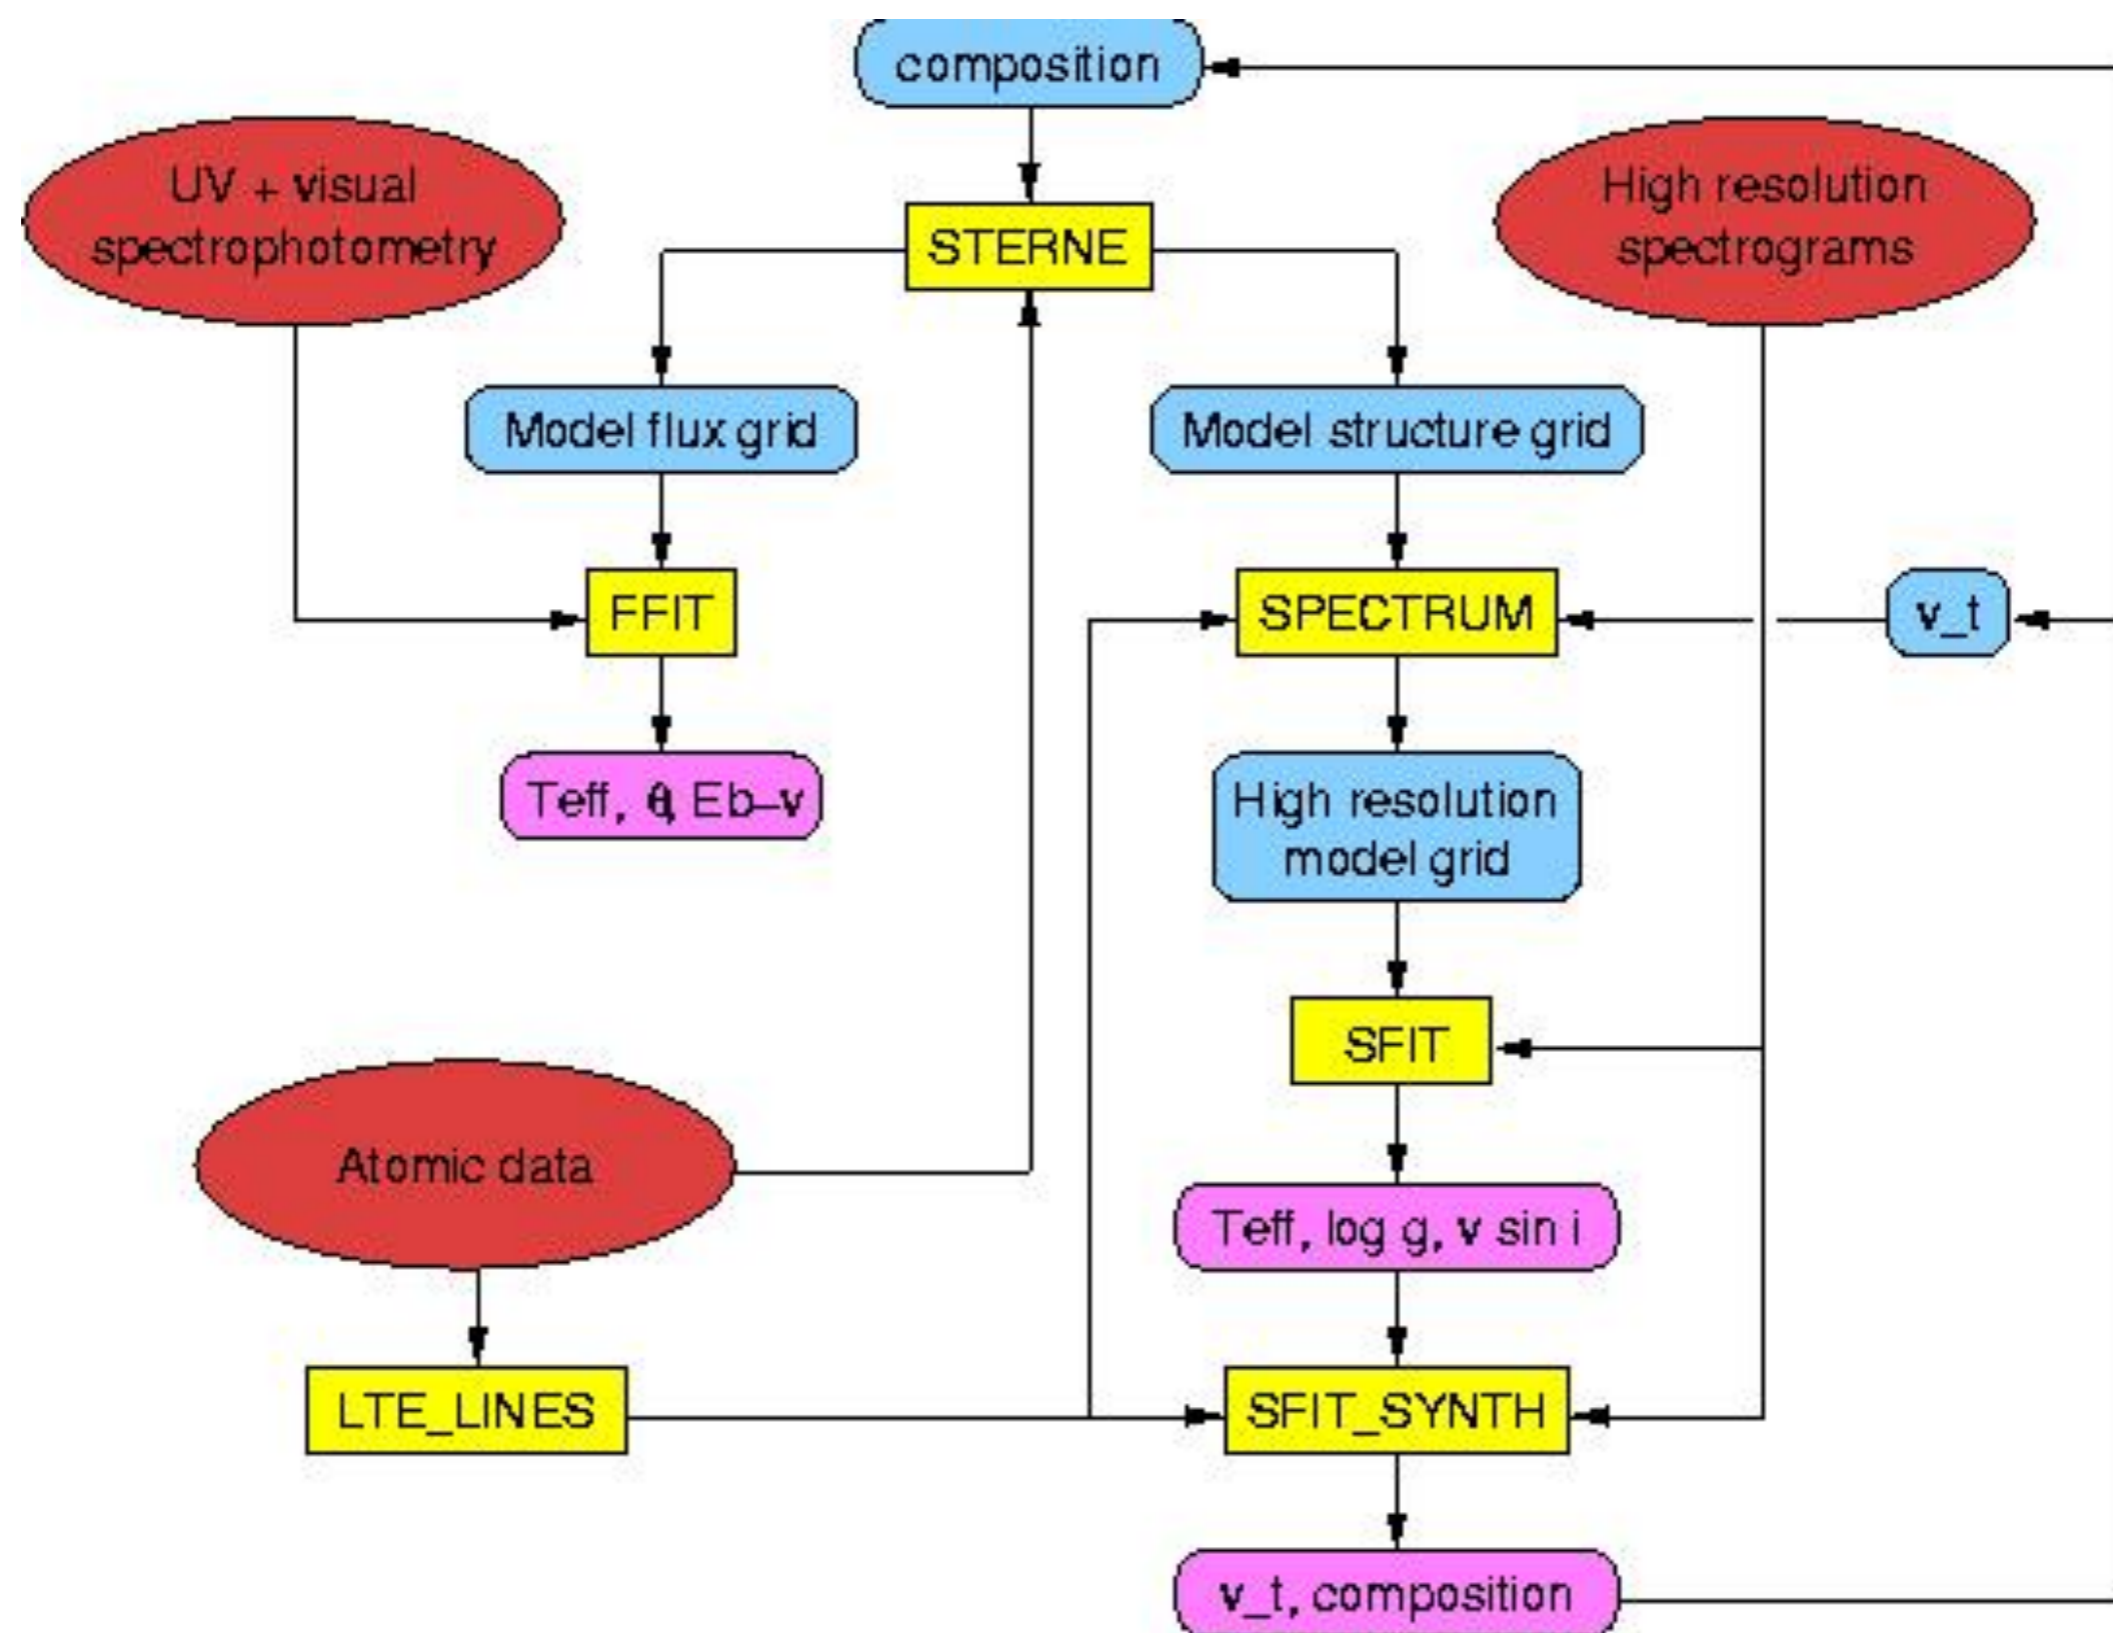 composition
UV + visual
spectrophotometry
High resolution
spectrograms
STERNE
Model flux grid
Model structure grid
FFIT
SPECTRUM
v_t
Teff, θ, Eb–v
High resolution
model grid
SFIT
Atomic data
Teff, log g, v sin i
LTE_LINES
SFIT_SYNTH
v_t, composition